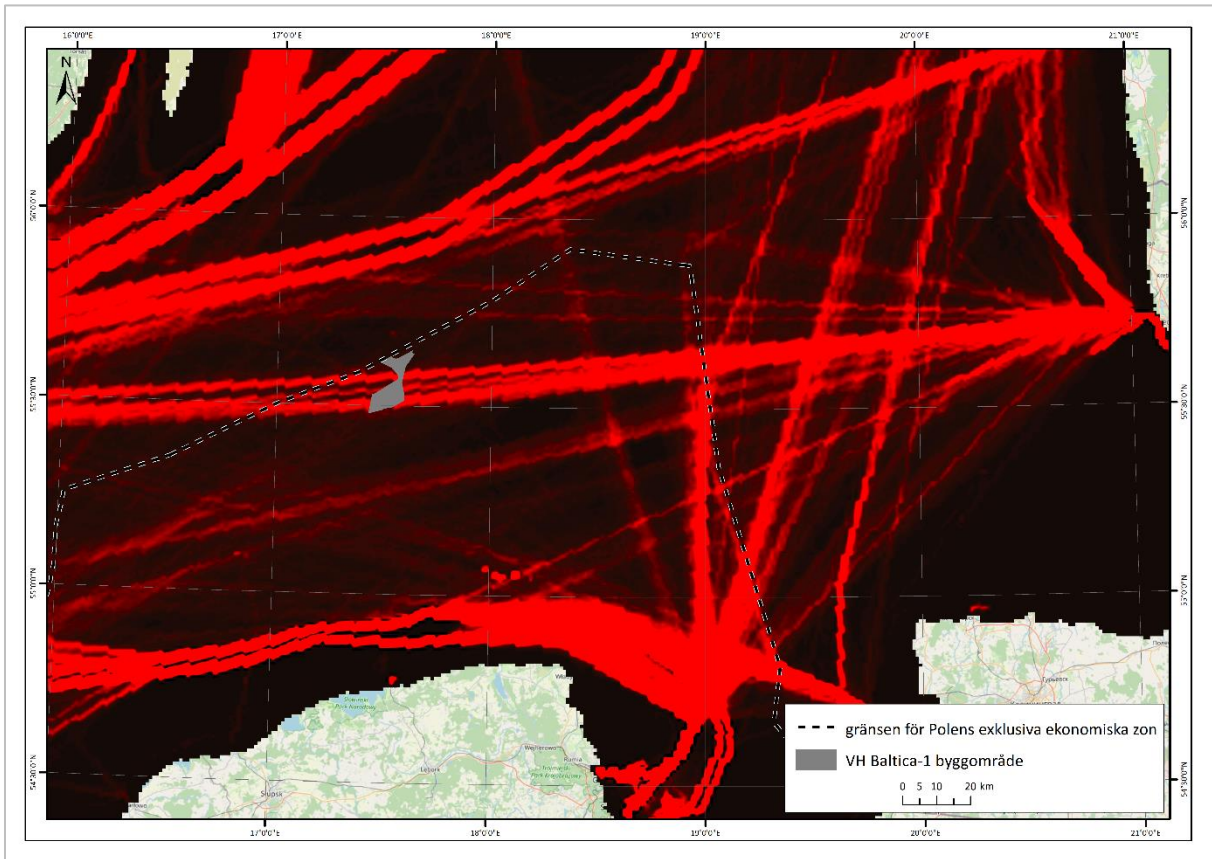 16°0'0"E 17°0'0"E 18°0'0"E 19°0'0"E 20°0'0"E 21°0'0"E
N
56°0'0"N 56°0'0"N
55°30'0"N 55°30'0"N
55°0'0"N 55°0'0"N
54°30'0"N 54°30'0"N
Słupsk
Lębork
Wejherowo
Rumia
gränsen för Polens exklusiva ekonomiska zon
VH Baltica-1 byggområde
0 5 10 20 km
17°0'0"E 18°0'0"E 19°0'0"E 20°0'0"E 21°0'0"E